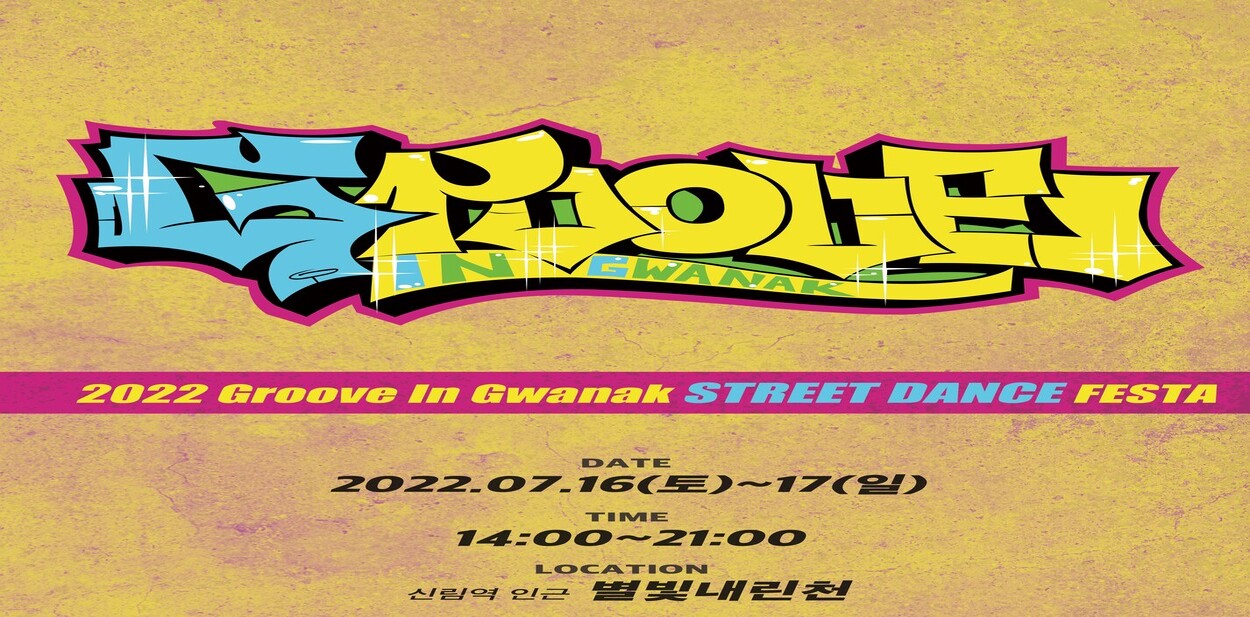 GROOVE
IN GWANAK
2022 Groove In Gwanak STREET DANCE FESTA
DATE
2022.07.16(토)~17(일)
TIME
14:00~21:00
LOCATION
신림역 인근 별빛내린천